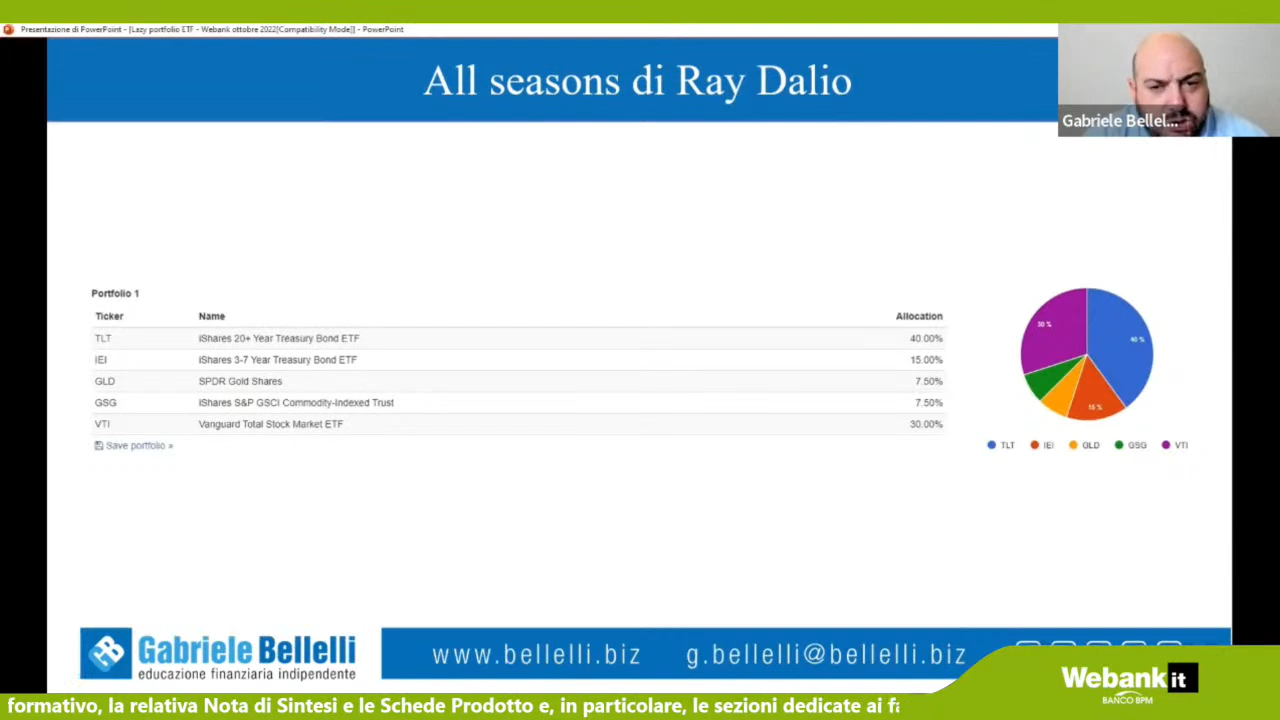 Presentazione di PowerPoint - [Lazy portfolio ETF - Webank ottobre 2022[Compatibility Mode]] - PowerPoint
All seasons di Ray Dalio
Gabriele Bellel...
Portfolio 1
Ticker Name Allocation
TLT iShares 20+ Year Treasury Bond ETF 40.00%
IEI iShares 3-7 Year Treasury Bond ETF 15.00%
GLD SPDR Gold Shares 7.50%
GSG iShares S&P GSCI Commodity-Indexed Trust 7.50%
VTI Vanguard Total Stock Market ETF 30.00%
Save portfolio »
30 %
40 %
15 %
TLT IEI GLD GSG VTI
Gabriele Bellelli
educazione finanziaria indipendente
www.bellelli.biz g.bellelli@bellelli.biz
Webank it
BANCO BPM
formativo, la relativa Nota di Sintesi e le Schede Prodotto e, in particolare, le sezioni dedicate ai fa